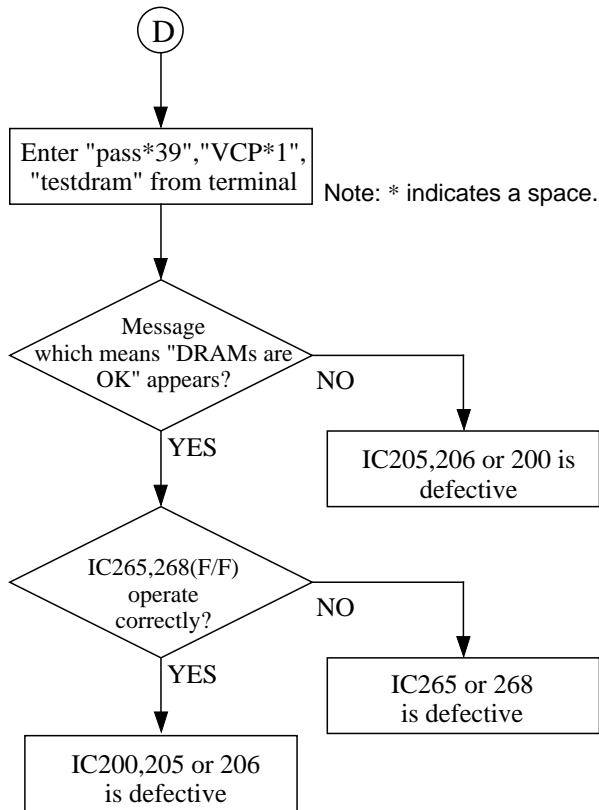 D
Enter "pass*39","VCP*1",
"testdram" from terminal
Note: * indicates a space.
Message
which means "DRAMs are
OK" appears?
NO
YES
IC205,206 or 200 is
defective
IC265,268(F/F)
operate
correctly?
NO
YES
IC265 or 268
is defective
IC200,205 or 206
is defective